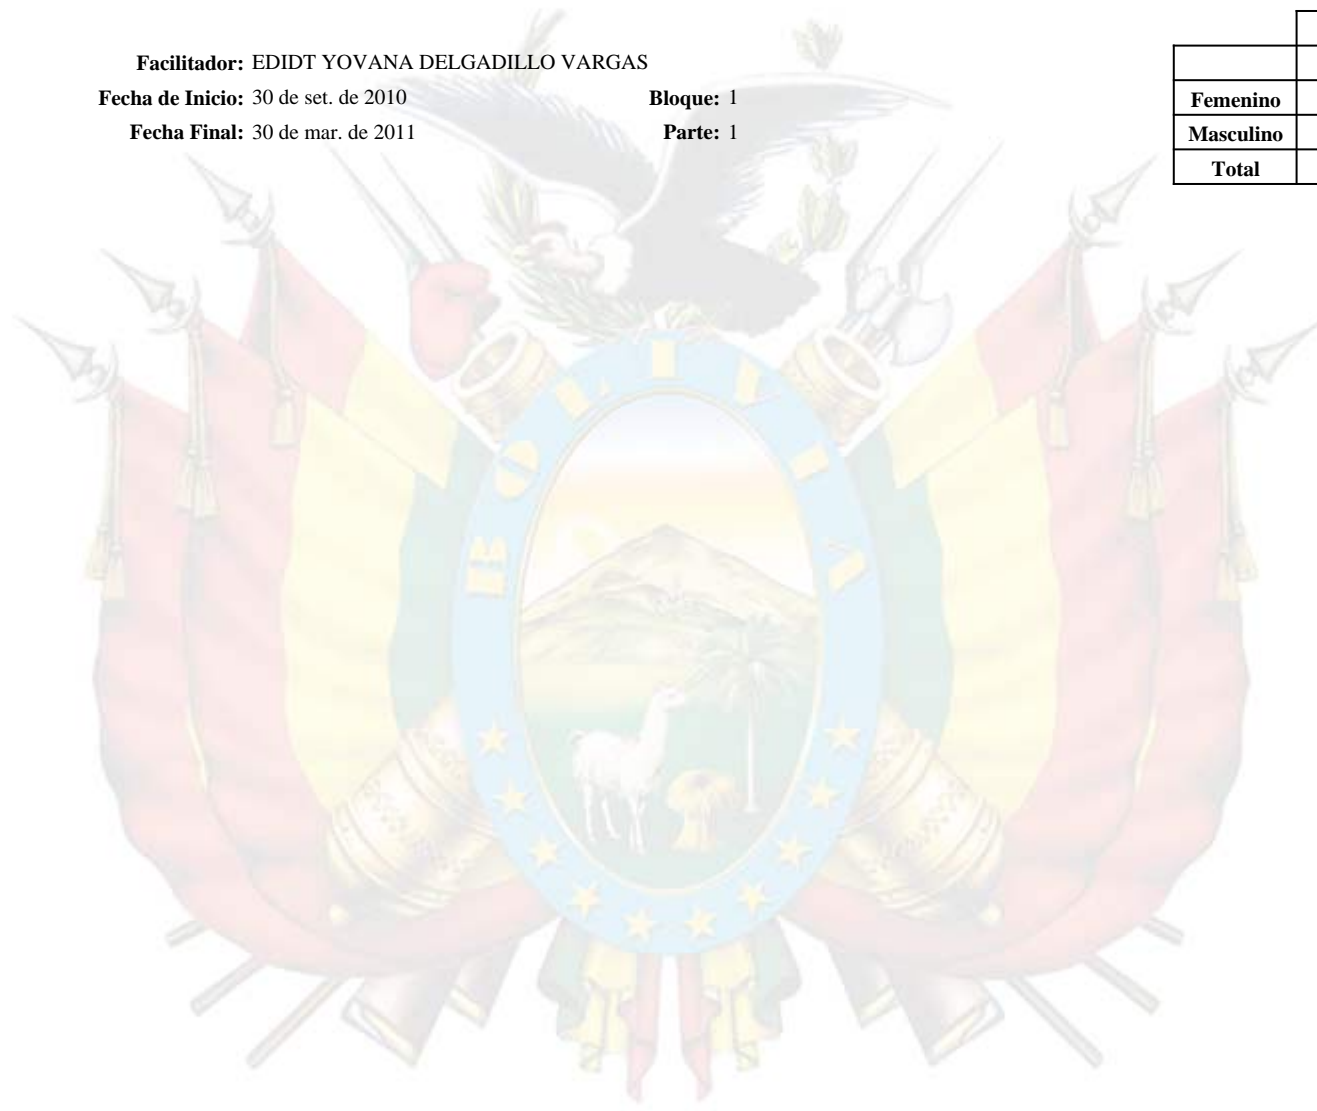 Facilitador: EDIDT YOVANA DELGADILLO VARGAS
Fecha de Inicio: 30 de set. de 2010 Bloque: 1
Fecha Final: 30 de mar. de 2011 Parte: 1
Femenino
Masculino
Total
BOLIVIA